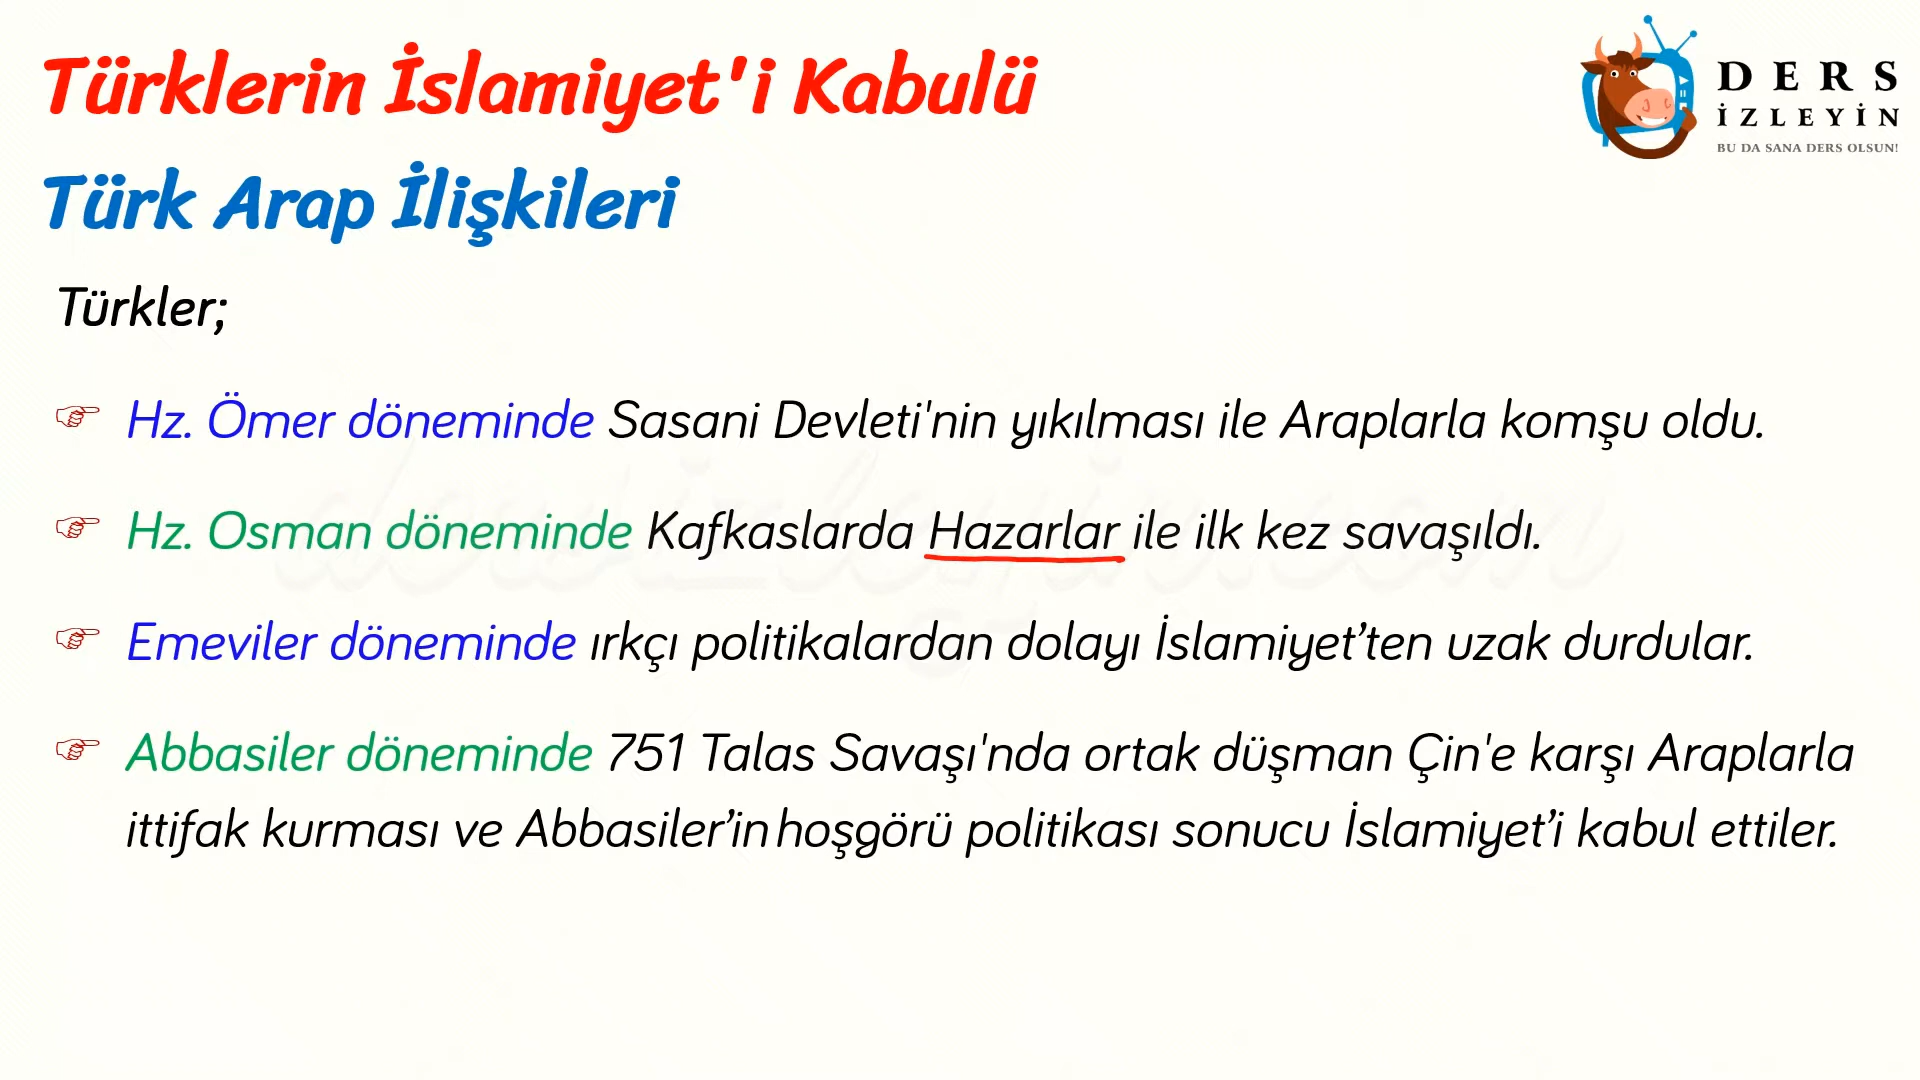 Türklerin İslamiyet'i Kabulü
DERS
İZLEYİN
BU DA SANA DERS OLSUN!
Türk Arap İlişkileri
Türkler;
Hz. Ömer döneminde Sasani Devleti'nin yıkılması ile Araplarla komşu oldu.
Hz. Osman döneminde Kafkaslarda Hazarlar ile ilk kez savaşıldı.
Emeviler döneminde ırkçı politikalardan dolayı İslamiyet’ten uzak durdular.
Abbasiler döneminde 751 Talas Savaşı'nda ortak düşman Çin'e karşı Araplarla
ittifak kurması ve Abbasiler’in hoşgörü politikası sonucu İslamiyet’i kabul ettiler.